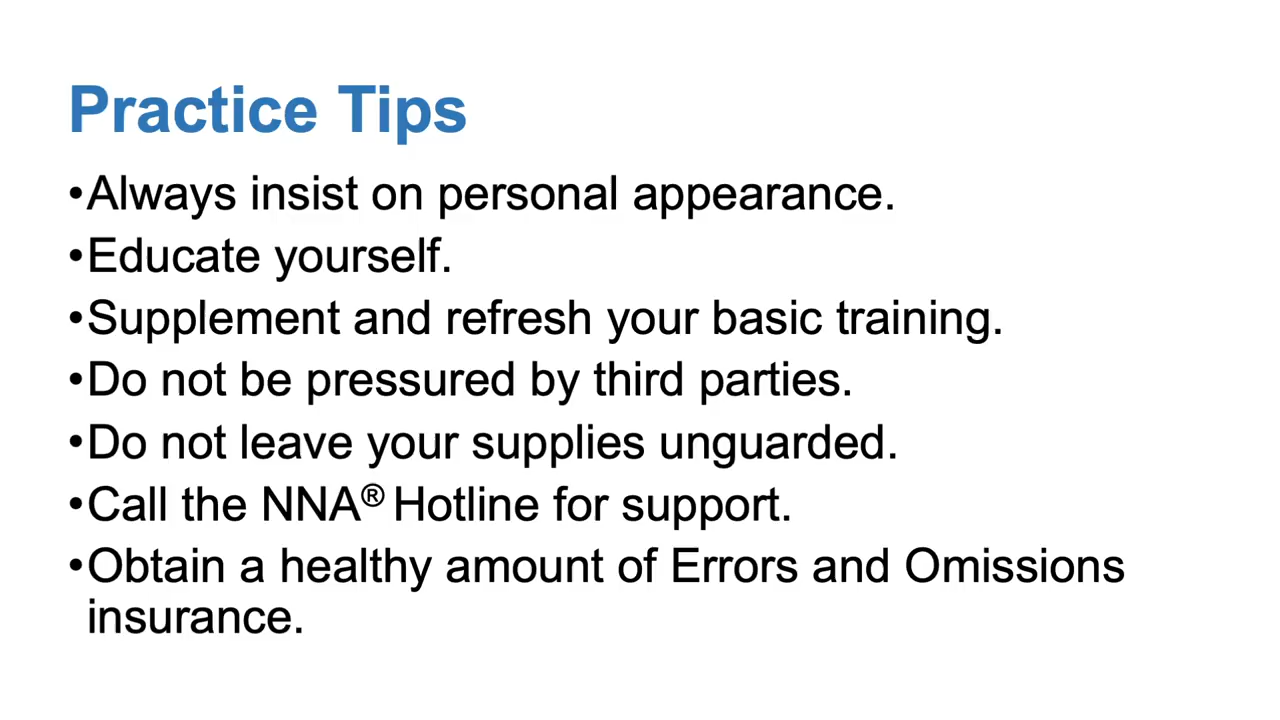 Practice Tips
•Always insist on personal appearance.
•Educate yourself.
•Supplement and refresh your basic training.
•Do not be pressured by third parties.
•Do not leave your supplies unguarded.
•Call the NNA® Hotline for support.
•Obtain a healthy amount of Errors and Omissions
insurance.